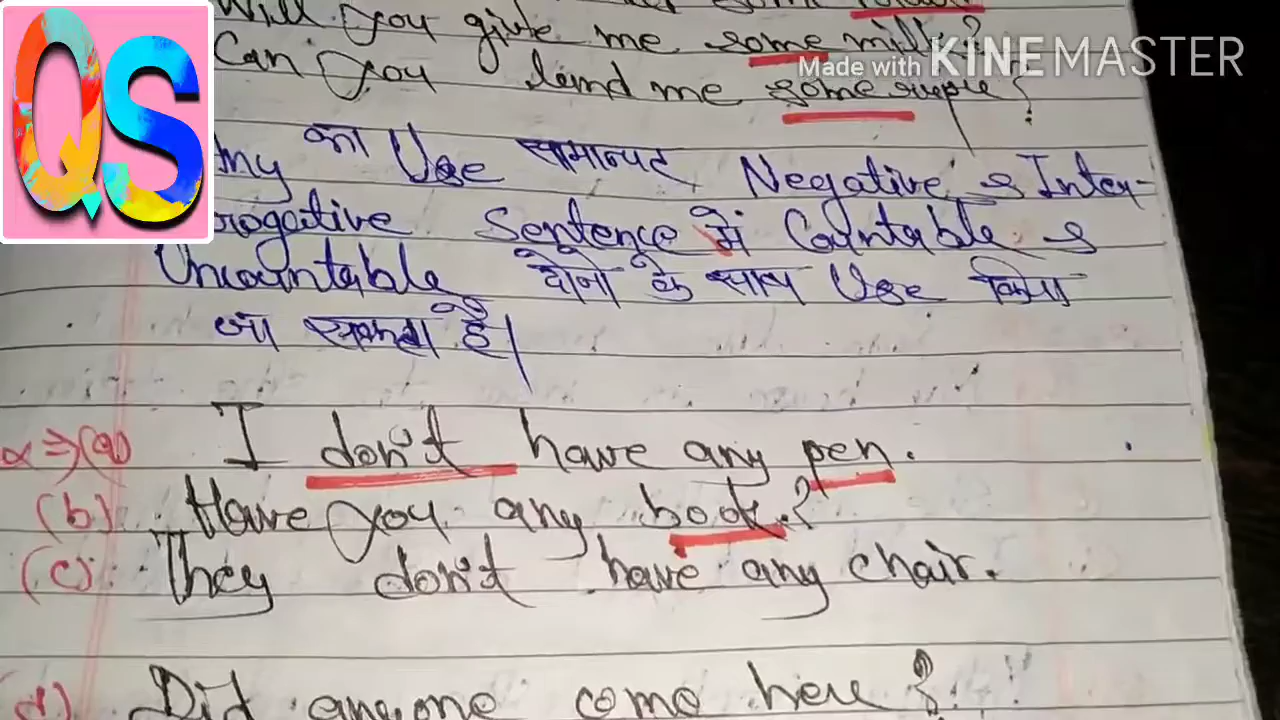 Will you give me some milk?
Can you lend me some rupie?
Made with KINEMASTER
QS
Any का Use सामान्यत Negative & Inter-
rogative Sentence में Countable &
Uncountable दोनो के साथ Use किया
जा सकता है।
(a) I don't have any pen.
(b) Have you any book?
(c) They don't have any chair.
(d) Did anyone come here?